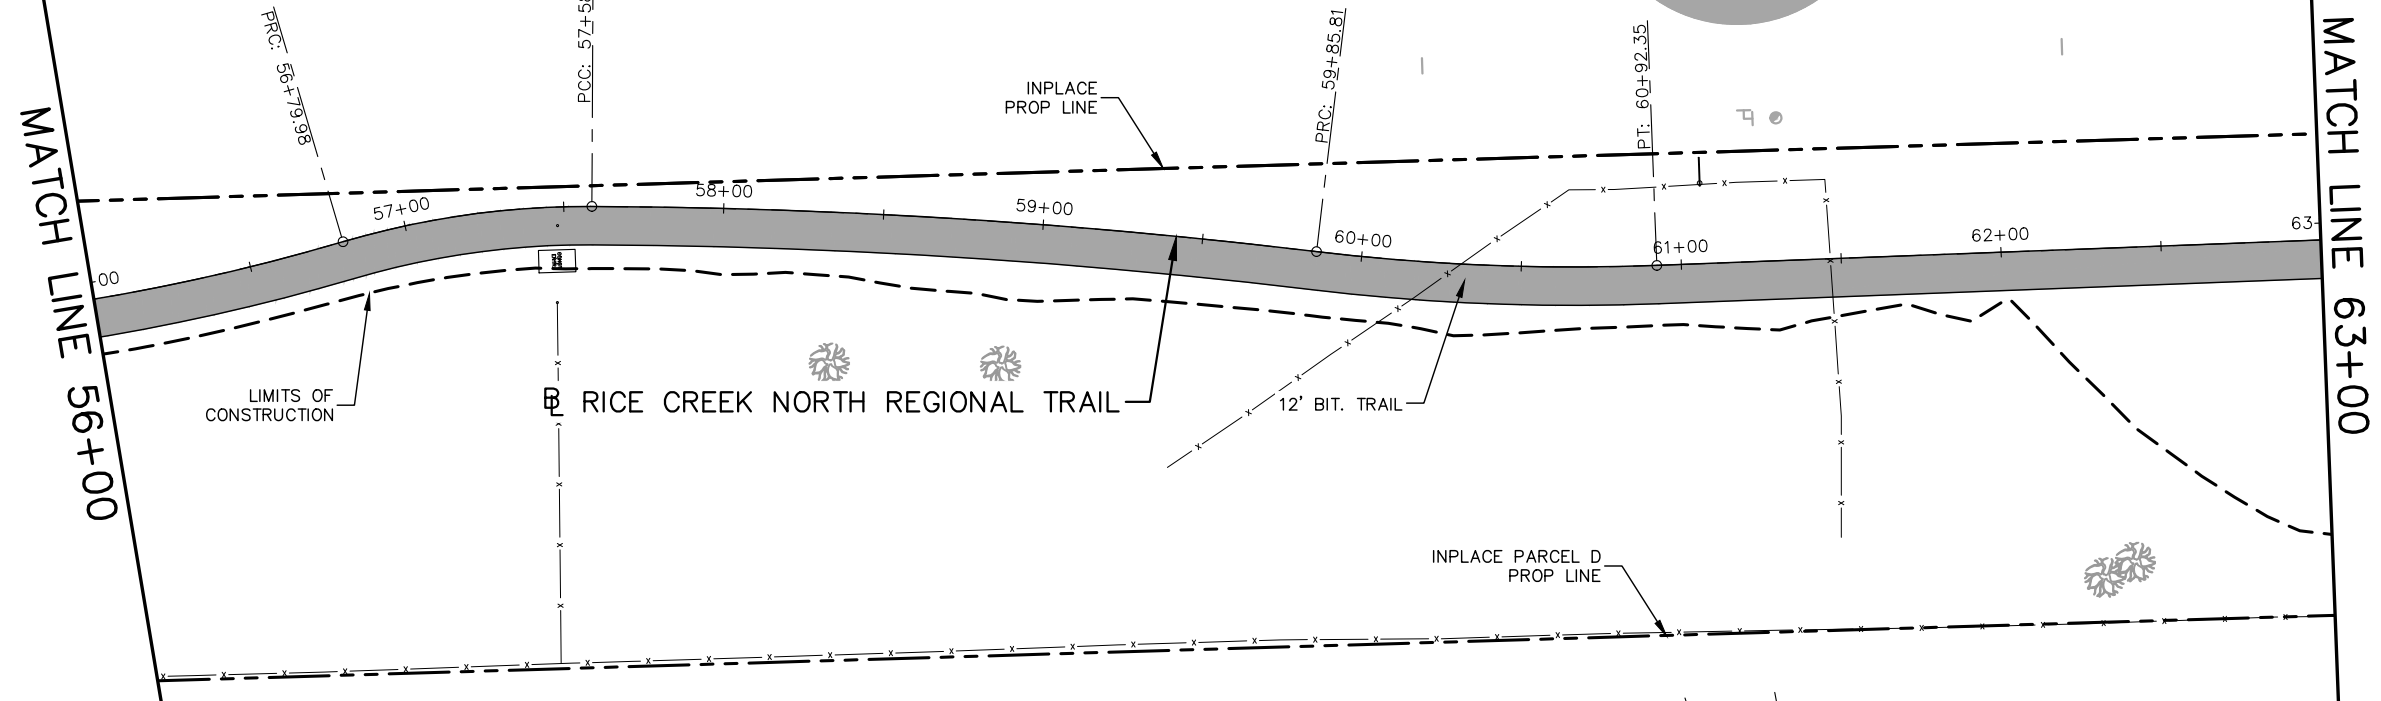 PRC: 56+79.98
PCC: 57+58
PRC: 59+85.81
PT: 60+92.35
MATCH LINE 56+00
MATCH LINE 63+00
INPLACE
PROP LINE
00
57+00
58+00
59+00
60+00
61+00
62+00
63
LIMITS OF
CONSTRUCTION
BL RICE CREEK NORTH REGIONAL TRAIL
12' BIT. TRAIL
INPLACE PARCEL D
PROP LINE